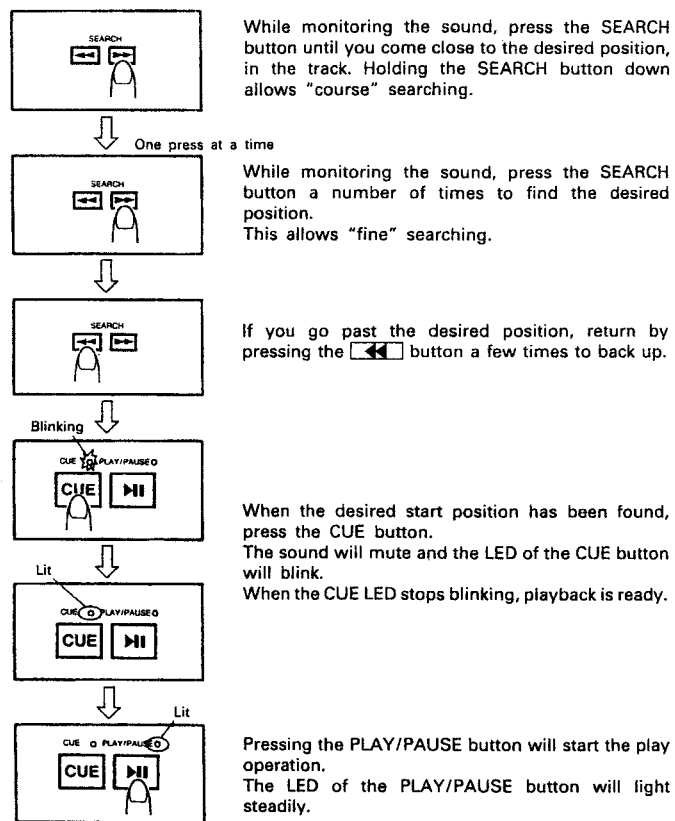 SEARCH
While monitoring the sound, press the SEARCH
button until you come close to the desired position,
in the track. Holding the SEARCH button down
allows "course" searching.
One press at a time
SEARCH
While monitoring the sound, press the SEARCH
button a number of times to find the desired
position.
This allows "fine" searching.
SEARCH
If you go past the desired position, return by
pressing the ◀◀ button a few times to back up.
Blinking
CUE PLAY/PAUSE
CUE
When the desired start position has been found,
press the CUE button.
The sound will mute and the LED of the CUE button
will blink.
When the CUE LED stops blinking, playback is ready.
Lit
CUE PLAY/PAUSE
CUE
Lit
CUE PLAY/PAUSE
CUE
Pressing the PLAY/PAUSE button will start the play
operation.
The LED of the PLAY/PAUSE button will light
steadily.